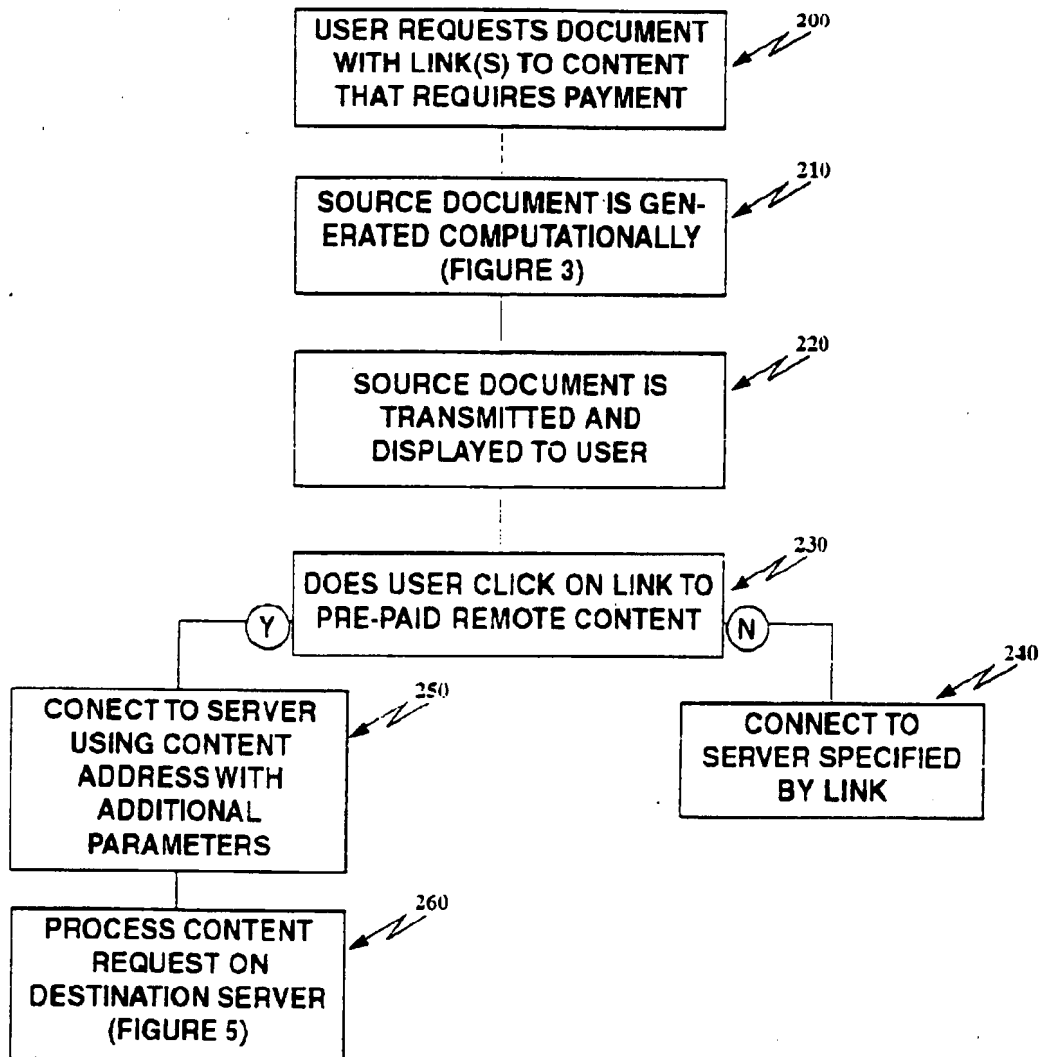 200
USER REQUESTS DOCUMENT
WITH LINK(S) TO CONTENT
THAT REQUIRES PAYMENT
210
SOURCE DOCUMENT IS GEN-
ERATED COMPUTATIONALLY
(FIGURE 3)
220
SOURCE DOCUMENT IS
TRANSMITTED AND
DISPLAYED TO USER
230
DOES USER CLICK ON LINK TO
PRE-PAID REMOTE CONTENT
Y
N
250
CONECT TO SERVER
USING CONTENT
ADDRESS WITH
ADDITIONAL
PARAMETERS
240
CONNECT TO
SERVER SPECIFIED
BY LINK
260
PROCESS CONTENT
REQUEST ON
DESTINATION SERVER
(FIGURE 5)